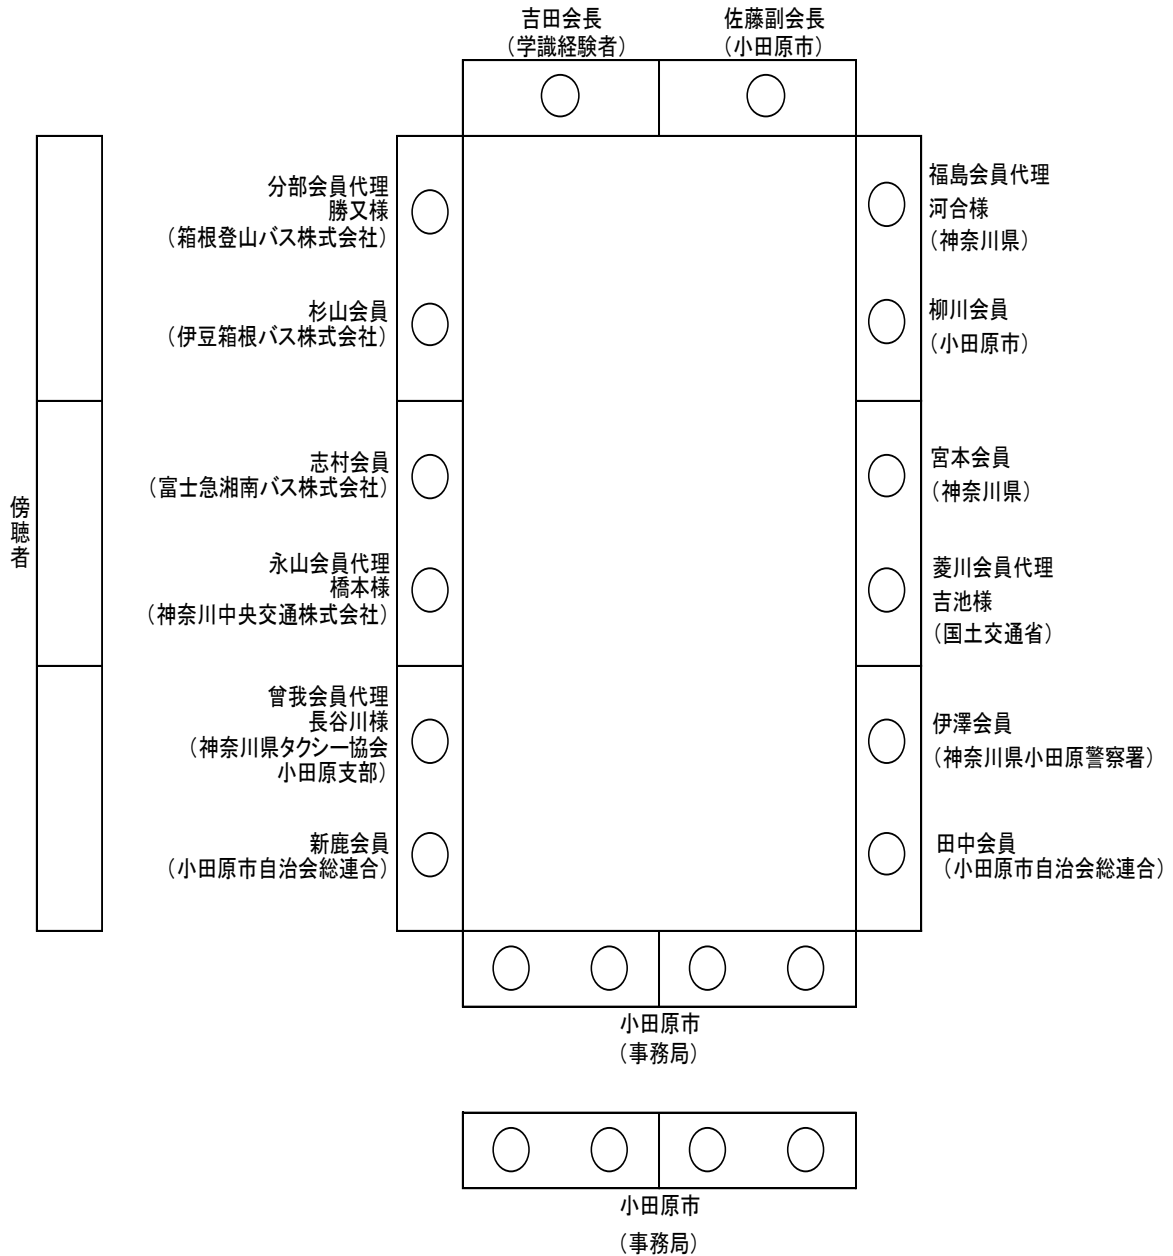 吉田会長
（学識経験者）
佐藤副会長
（小田原市）
分部会員代理
勝又様
（箱根登山バス株式会社）
杉山会員
（伊豆箱根バス株式会社）
志村会員
（富士急湘南バス株式会社）
永山会員代理
橋本様
（神奈川中央交通株式会社）
曾我会員代理
長谷川様
（神奈川県タクシー協会
小田原支部）
新鹿会員
（小田原市自治会総連合）
福島会員代理
河合様
（神奈川県）
柳川会員
（小田原市）
宮本会員
（神奈川県）
菱川会員代理
吉池様
（国土交通省）
伊澤会員
（神奈川県小田原警察署）
田中会員
（小田原市自治会総連合）
傍聴者
小田原市
（事務局）
小田原市
（事務局）